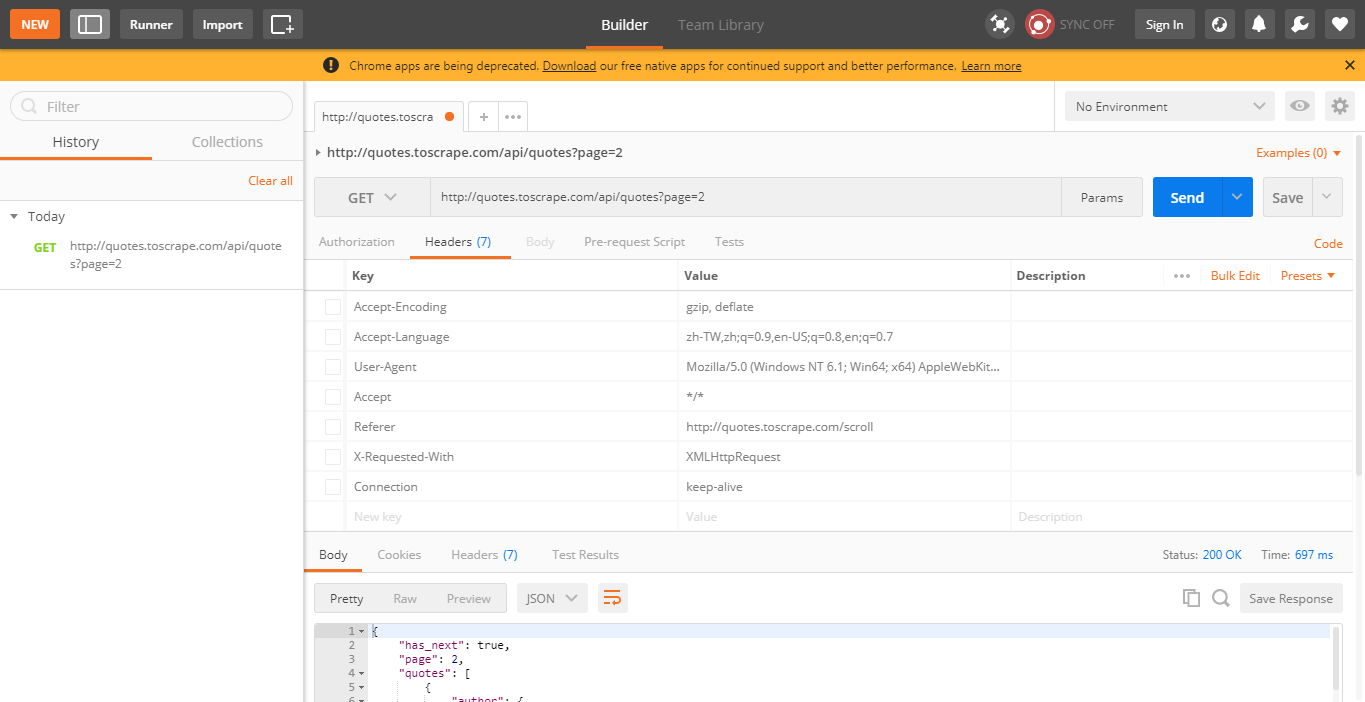 NEW Runner Import Builder Team Library SYNC OFF Sign In
Chrome apps are being deprecated. Download our free native apps for continued support and better performance. Learn more
Filter
History Collections
Clear all
Today
GET http://quotes.toscrape.com/api/quote
s?page=2
http://quotes.toscra
No Environment
http://quotes.toscrape.com/api/quotes?page=2 Examples (0)
GET http://quotes.toscrape.com/api/quotes?page=2 Params Send Save
Authorization Headers (7) Body Pre-request Script Tests Code
Key Value Description Bulk Edit Presets
Accept-Encoding gzip, deflate
Accept-Language zh-TW,zh;q=0.9,en-US;q=0.8,en;q=0.7
User-Agent Mozilla/5.0 (Windows NT 6.1; Win64; x64) AppleWebKit...
Accept */*
Referer http://quotes.toscrape.com/scroll
X-Requested-With XMLHttpRequest
Connection keep-alive
New key Value Description
Body Cookies Headers (7) Test Results Status: 200 OK Time: 697 ms
Pretty Raw Preview JSON Save Response
1 {
2 "has_next": true,
3 "page": 2,
4 "quotes": [
5 {
6 "author": {